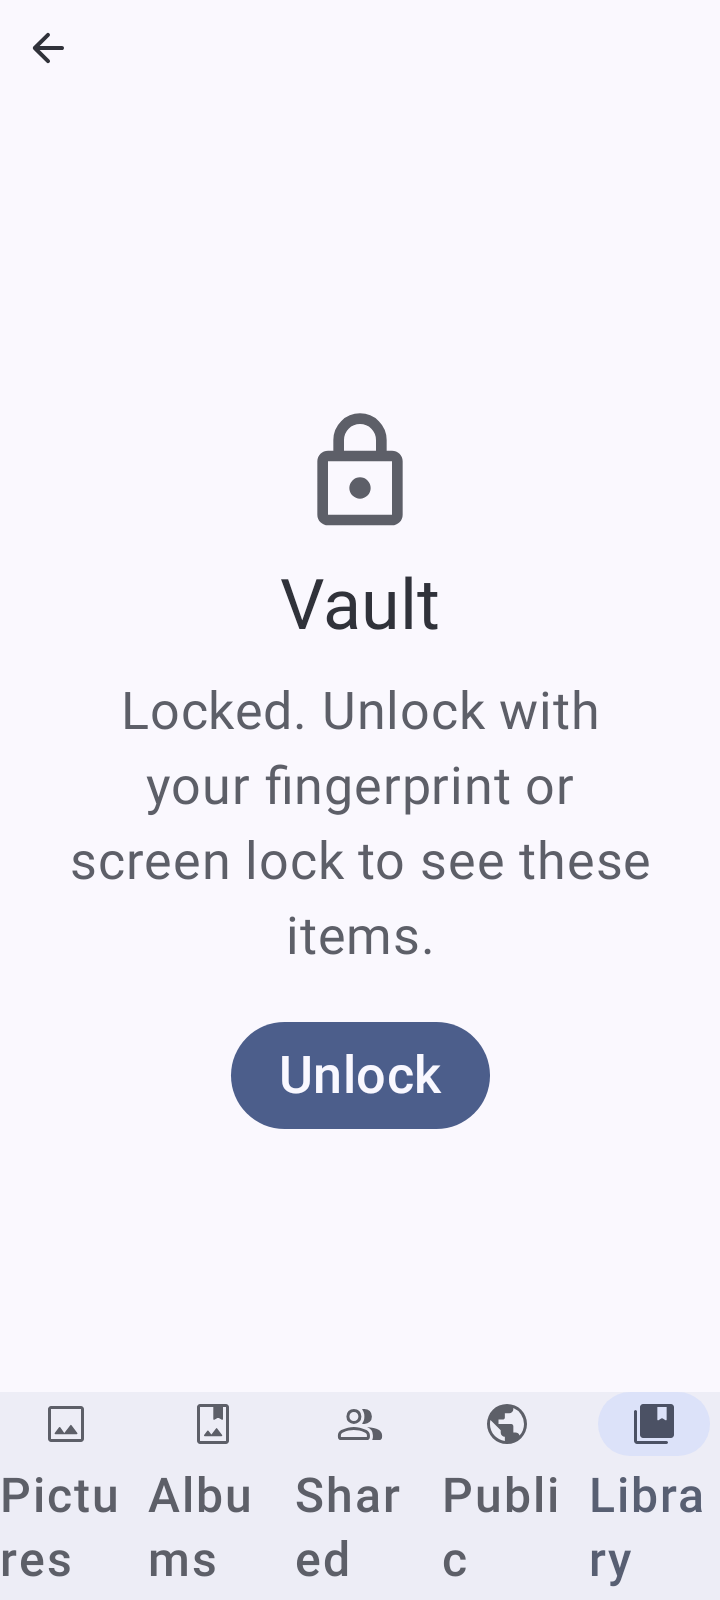 Vault
Locked. Unlock with
your fingerprint or
screen lock to see these
items.
Unlock
Pictu
res
Albu
ms
Shar
ed
Publi
c
Libra
ry